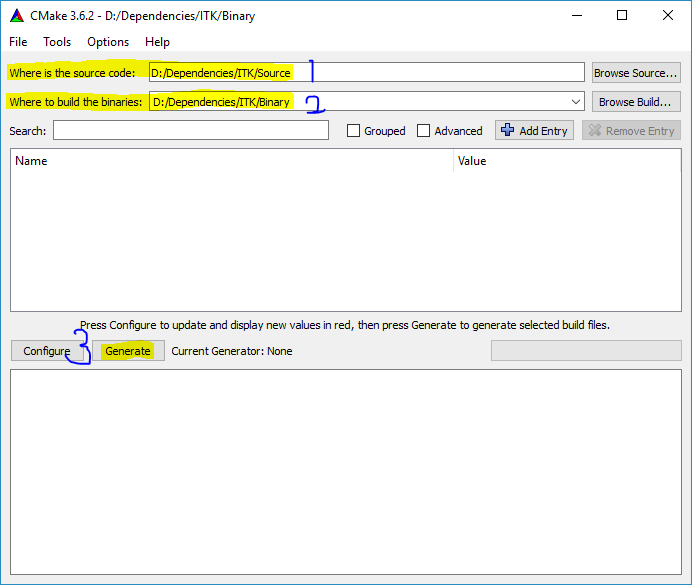 CMake 3.6.2 - D:/Dependencies/ITK/Binary
File Tools Options Help
Where is the source code: D:/Dependencies/ITK/Source 1 Browse Source...
Where to build the binaries: D:/Dependencies/ITK/Binary 2 Browse Build...
Search: Grouped Advanced Add Entry Remove Entry
Name Value
Press Configure to update and display new values in red, then press Generate to generate selected build files.
Configure 3 Generate Current Generator: None